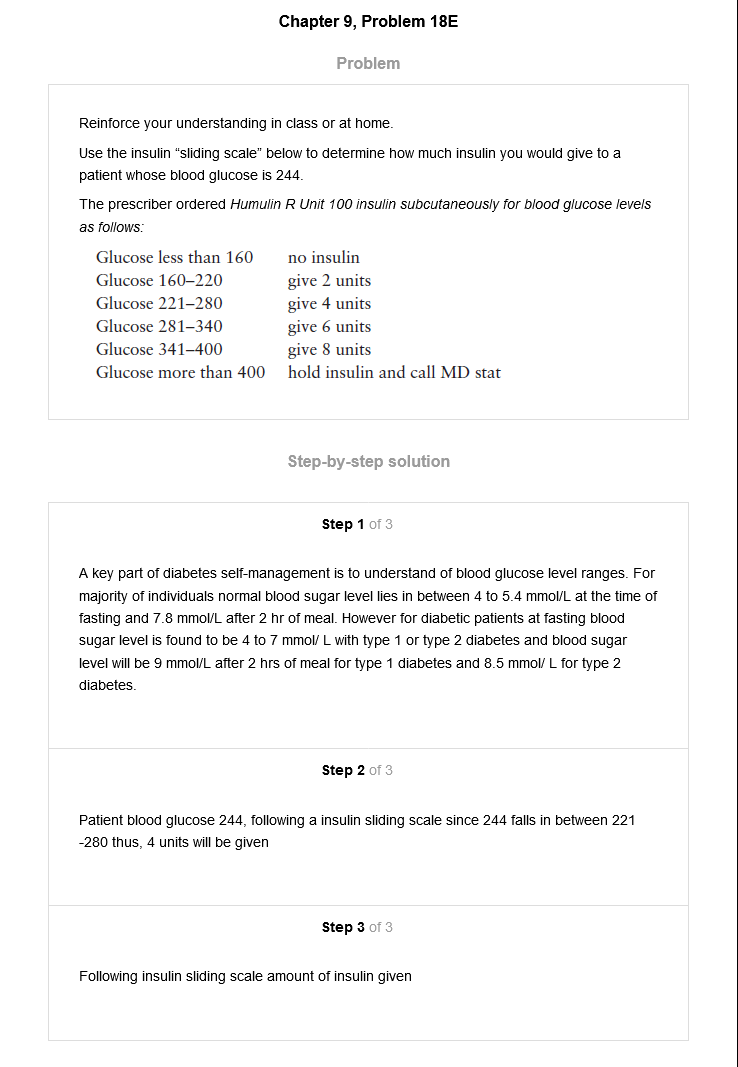 Chapter 9, Problem 18E
Problem
Reinforce your understanding in class or at home.
Use the insulin “sliding scale” below to determine how much insulin you would give to a
patient whose blood glucose is 244.
The prescriber ordered Humulin R Unit 100 insulin subcutaneously for blood glucose levels
as follows:
Glucose less than 160 no insulin
Glucose 160–220 give 2 units
Glucose 221–280 give 4 units
Glucose 281–340 give 6 units
Glucose 341–400 give 8 units
Glucose more than 400 hold insulin and call MD stat
Step-by-step solution
Step 1 of 3
A key part of diabetes self-management is to understand of blood glucose level ranges. For
majority of individuals normal blood sugar level lies in between 4 to 5.4 mmol/L at the time of
fasting and 7.8 mmol/L after 2 hr of meal. However for diabetic patients at fasting blood
sugar level is found to be 4 to 7 mmol/ L with type 1 or type 2 diabetes and blood sugar
level will be 9 mmol/L after 2 hrs of meal for type 1 diabetes and 8.5 mmol/ L for type 2
diabetes.
Step 2 of 3
Patient blood glucose 244, following a insulin sliding scale since 244 falls in between 221
-280 thus, 4 units will be given
Step 3 of 3
Following insulin sliding scale amount of insulin given